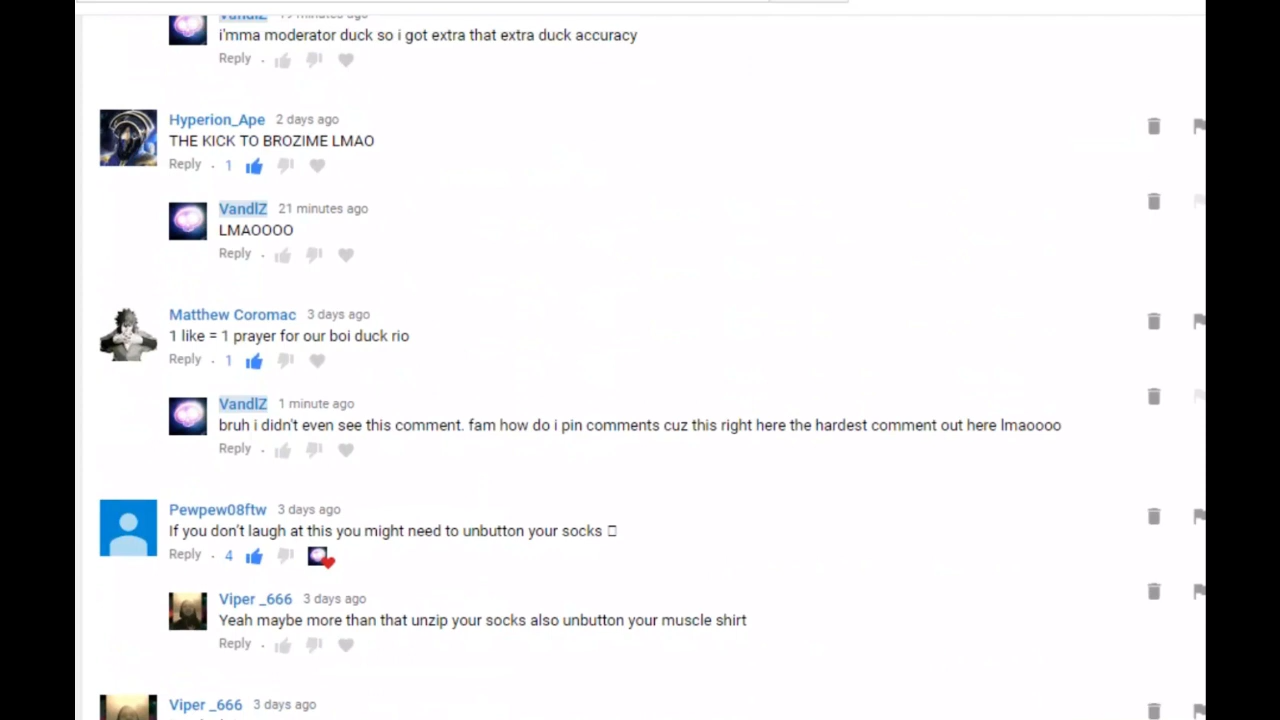 VandlZ 19 minutes ago
i'mma moderator duck so i got extra that extra duck accuracy
Reply .
Hyperion_Ape 2 days ago
THE KICK TO BROZIME LMAO
Reply . 1
VandlZ 21 minutes ago
LMAOOOO
Reply .
Matthew Coromac 3 days ago
1 like = 1 prayer for our boi duck rio
Reply . 1
VandlZ 1 minute ago
bruh i didn't even see this comment. fam how do i pin comments cuz this right here the hardest comment out here lmaoooo
Reply .
Pewpew08ftw 3 days ago
If you don't laugh at this you might need to unbutton your socks
Reply . 4
Viper _666 3 days ago
Yeah maybe more than that unzip your socks also unbutton your muscle shirt
Reply .
Viper _666 3 days ago